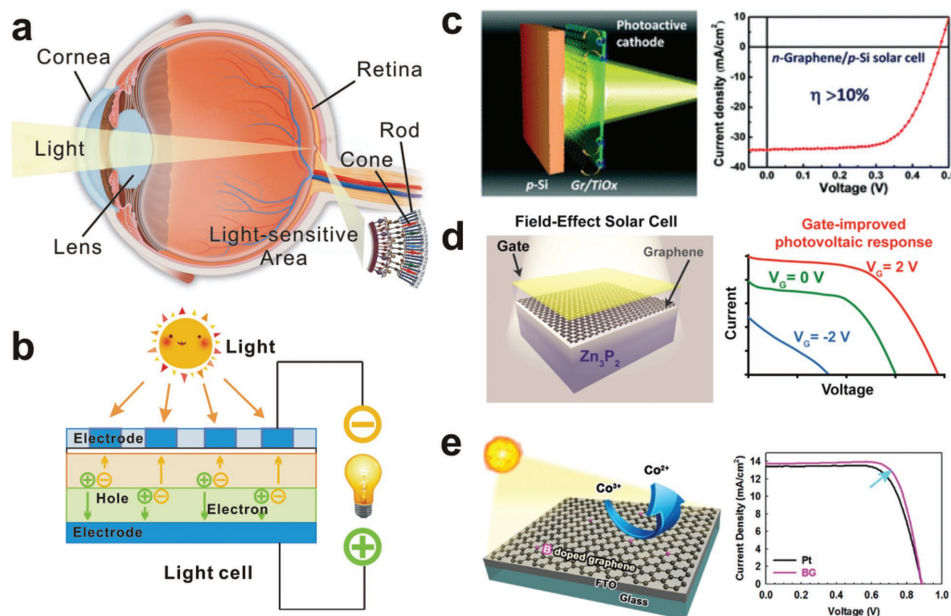 a
Cornea
Light
Lens
Retina
Rod
Cone
Light-sensitive
Area
b
Light
Electrode
Hole
Electron
Electrode
Light cell
c
Photoactive
cathode
p-Si
Gr/TiOx
Current density (mA/cm²)
10
0
-10
-20
-30
-40
n-Graphene/p-Si solar cell
η >10%
0.0 0.1 0.2 0.3 0.4
Voltage (V)
d
Field-Effect Solar Cell
Gate
Graphene
Zn₃P₂
Gate-improved
photovoltaic response
Current
V_G = 2 V
V_G = 0 V
V_G = -2 V
Voltage
e
Co²⁺
Co³⁺
B doped graphene
FTO
Glass
Current Density (mA/cm²)
14
12
10
8
6
4
2
0
Pt
BG
0.0 0.2 0.4 0.6 0.8 1.0
Voltage (V)